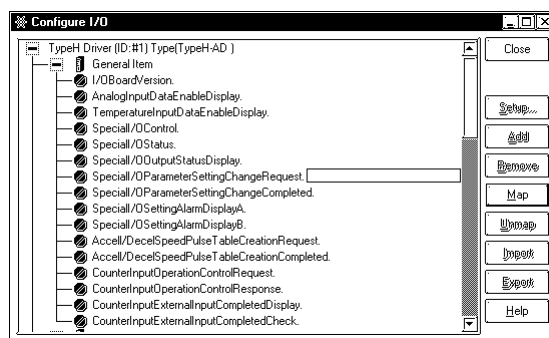 Configure I/O
TypeH Driver (ID:#1) Type(TypeH-AD )
General Item
I/OBoardVersion.
AnalogInputDataEnableDisplay.
TemperatureInputDataEnableDisplay.
SpecialI/OControl.
SpecialI/OStatus.
SpecialI/OOutputStatusDisplay.
SpecialI/OParameterSettingChangeRequest.
SpecialI/OParameterSettingChangeCompleted.
SpecialI/OSettingAlarmDisplayA.
SpecialI/OSettingAlarmDisplayB.
Accell/DecelSpeedPulseTableCreationRequest.
Accell/DecelSpeedPulseTableCreationCompleted.
CounterInputOperationControlRequest.
CounterInputOperationControlResponse.
CounterInputExternalInputCompletedDisplay.
CounterInputExternalInputCompletedCheck.
Close
Setup...
Add
Remove
Map
Unmap
Import
Export
Help